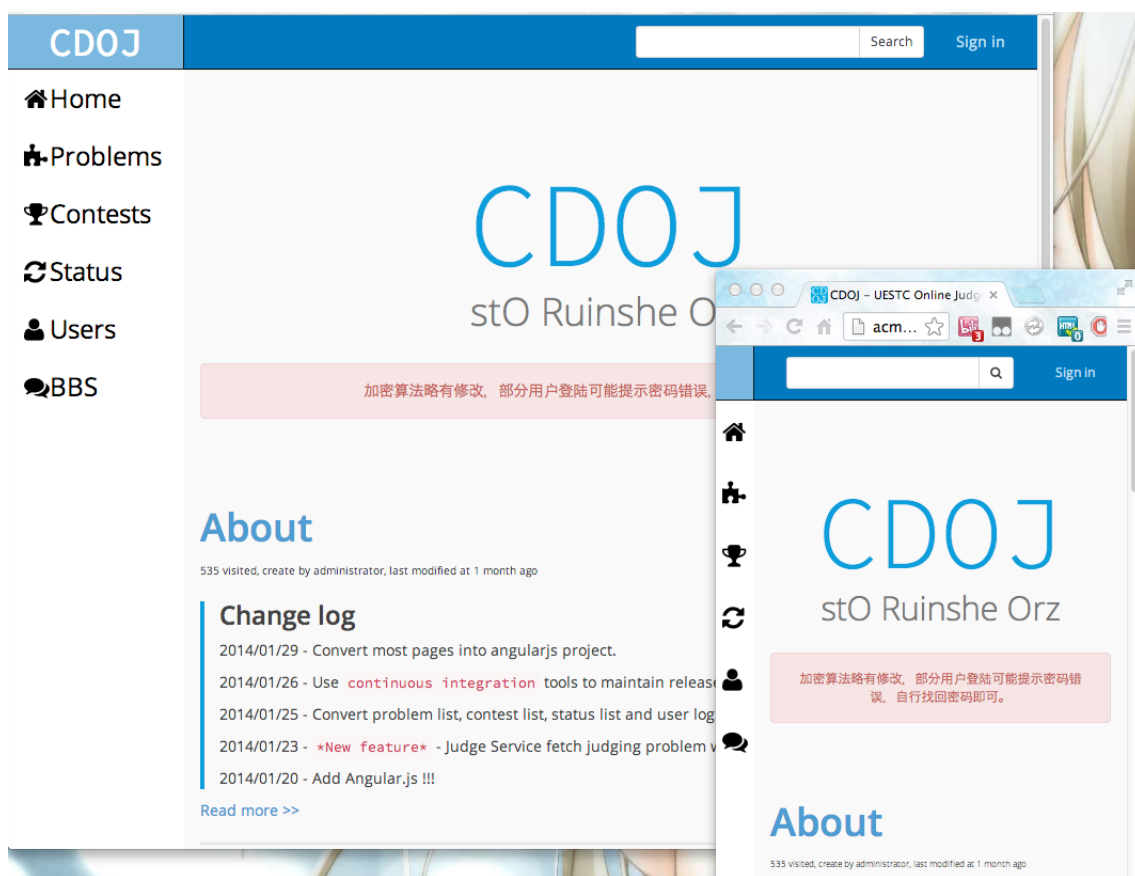 CDOJ
Search
Sign in
Home
Problems
Contests
Status
Users
BBS
CDOJ
stO Ruinshe O
加密算法略有修改，部分用户登陆可能提示密码错误，
About
535 visited, create by administrator, last modified at 1 month ago
Change log
2014/01/29 - Convert most pages into angularjs project.
2014/01/26 - Use continuous integration tools to maintain release
2014/01/25 - Convert problem list, contest list, status list and user log
2014/01/23 - *New feature* - Judge Service fetch judging problem
2014/01/20 - Add Angular.js !!!
Read more >>
CDOJ – UESTC Online Judg
acm...
3
0
Sign in
CDOJ
stO Ruinshe Orz
加密算法略有修改，部分用户登陆可能提示密码错
误，自行找回密码即可。
About
535 visited, create by administrator, last modified at 1 month ago